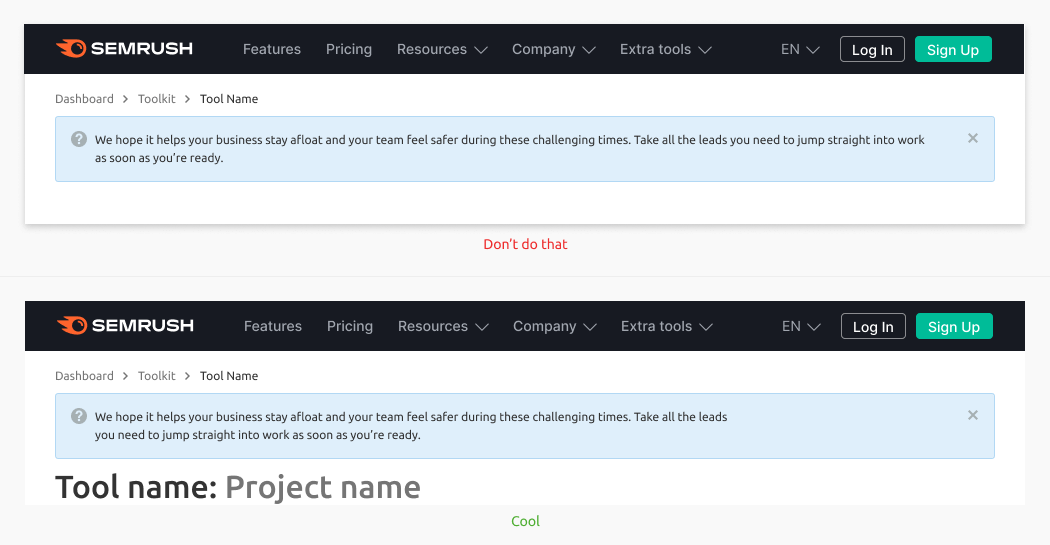 SEMRUSH Features Pricing Resources Company Extra tools EN Log In Sign Up
Dashboard > Toolkit > Tool Name
? We hope it helps your business stay afloat and your team feel safer during these challenging times. Take all the leads you need to jump straight into work
as soon as you’re ready.
Don’t do that
SEMRUSH Features Pricing Resources Company Extra tools EN Log In Sign Up
Dashboard > Toolkit > Tool Name
? We hope it helps your business stay afloat and your team feel safer during these challenging times. Take all the leads
you need to jump straight into work as soon as you’re ready.
Tool name: Project name
Cool